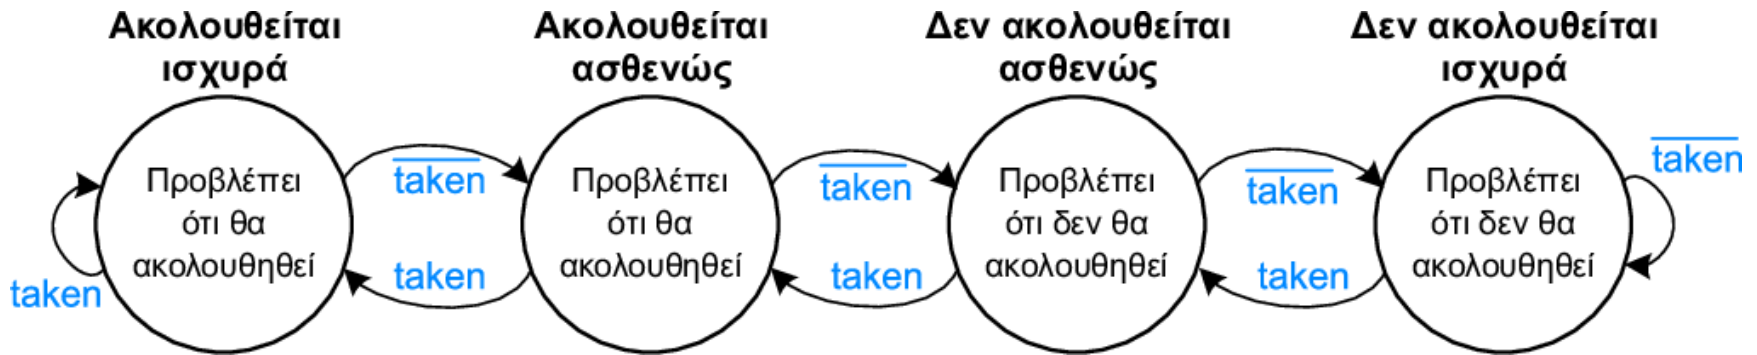 Ακολουθείται
ισχυρά
Ακολουθείται
ασθενώς
Δεν ακολουθείται
ασθενώς
Δεν ακολουθείται
ισχυρά
taken
Προβλέπει
ότι θα
ακολουθηθεί
taken
taken
Προβλέπει
ότι θα
ακολουθηθεί
taken
taken
Προβλέπει
ότι δεν θα
ακολουθηθεί
taken
taken
Προβλέπει
ότι δεν θα
ακολουθηθεί
taken